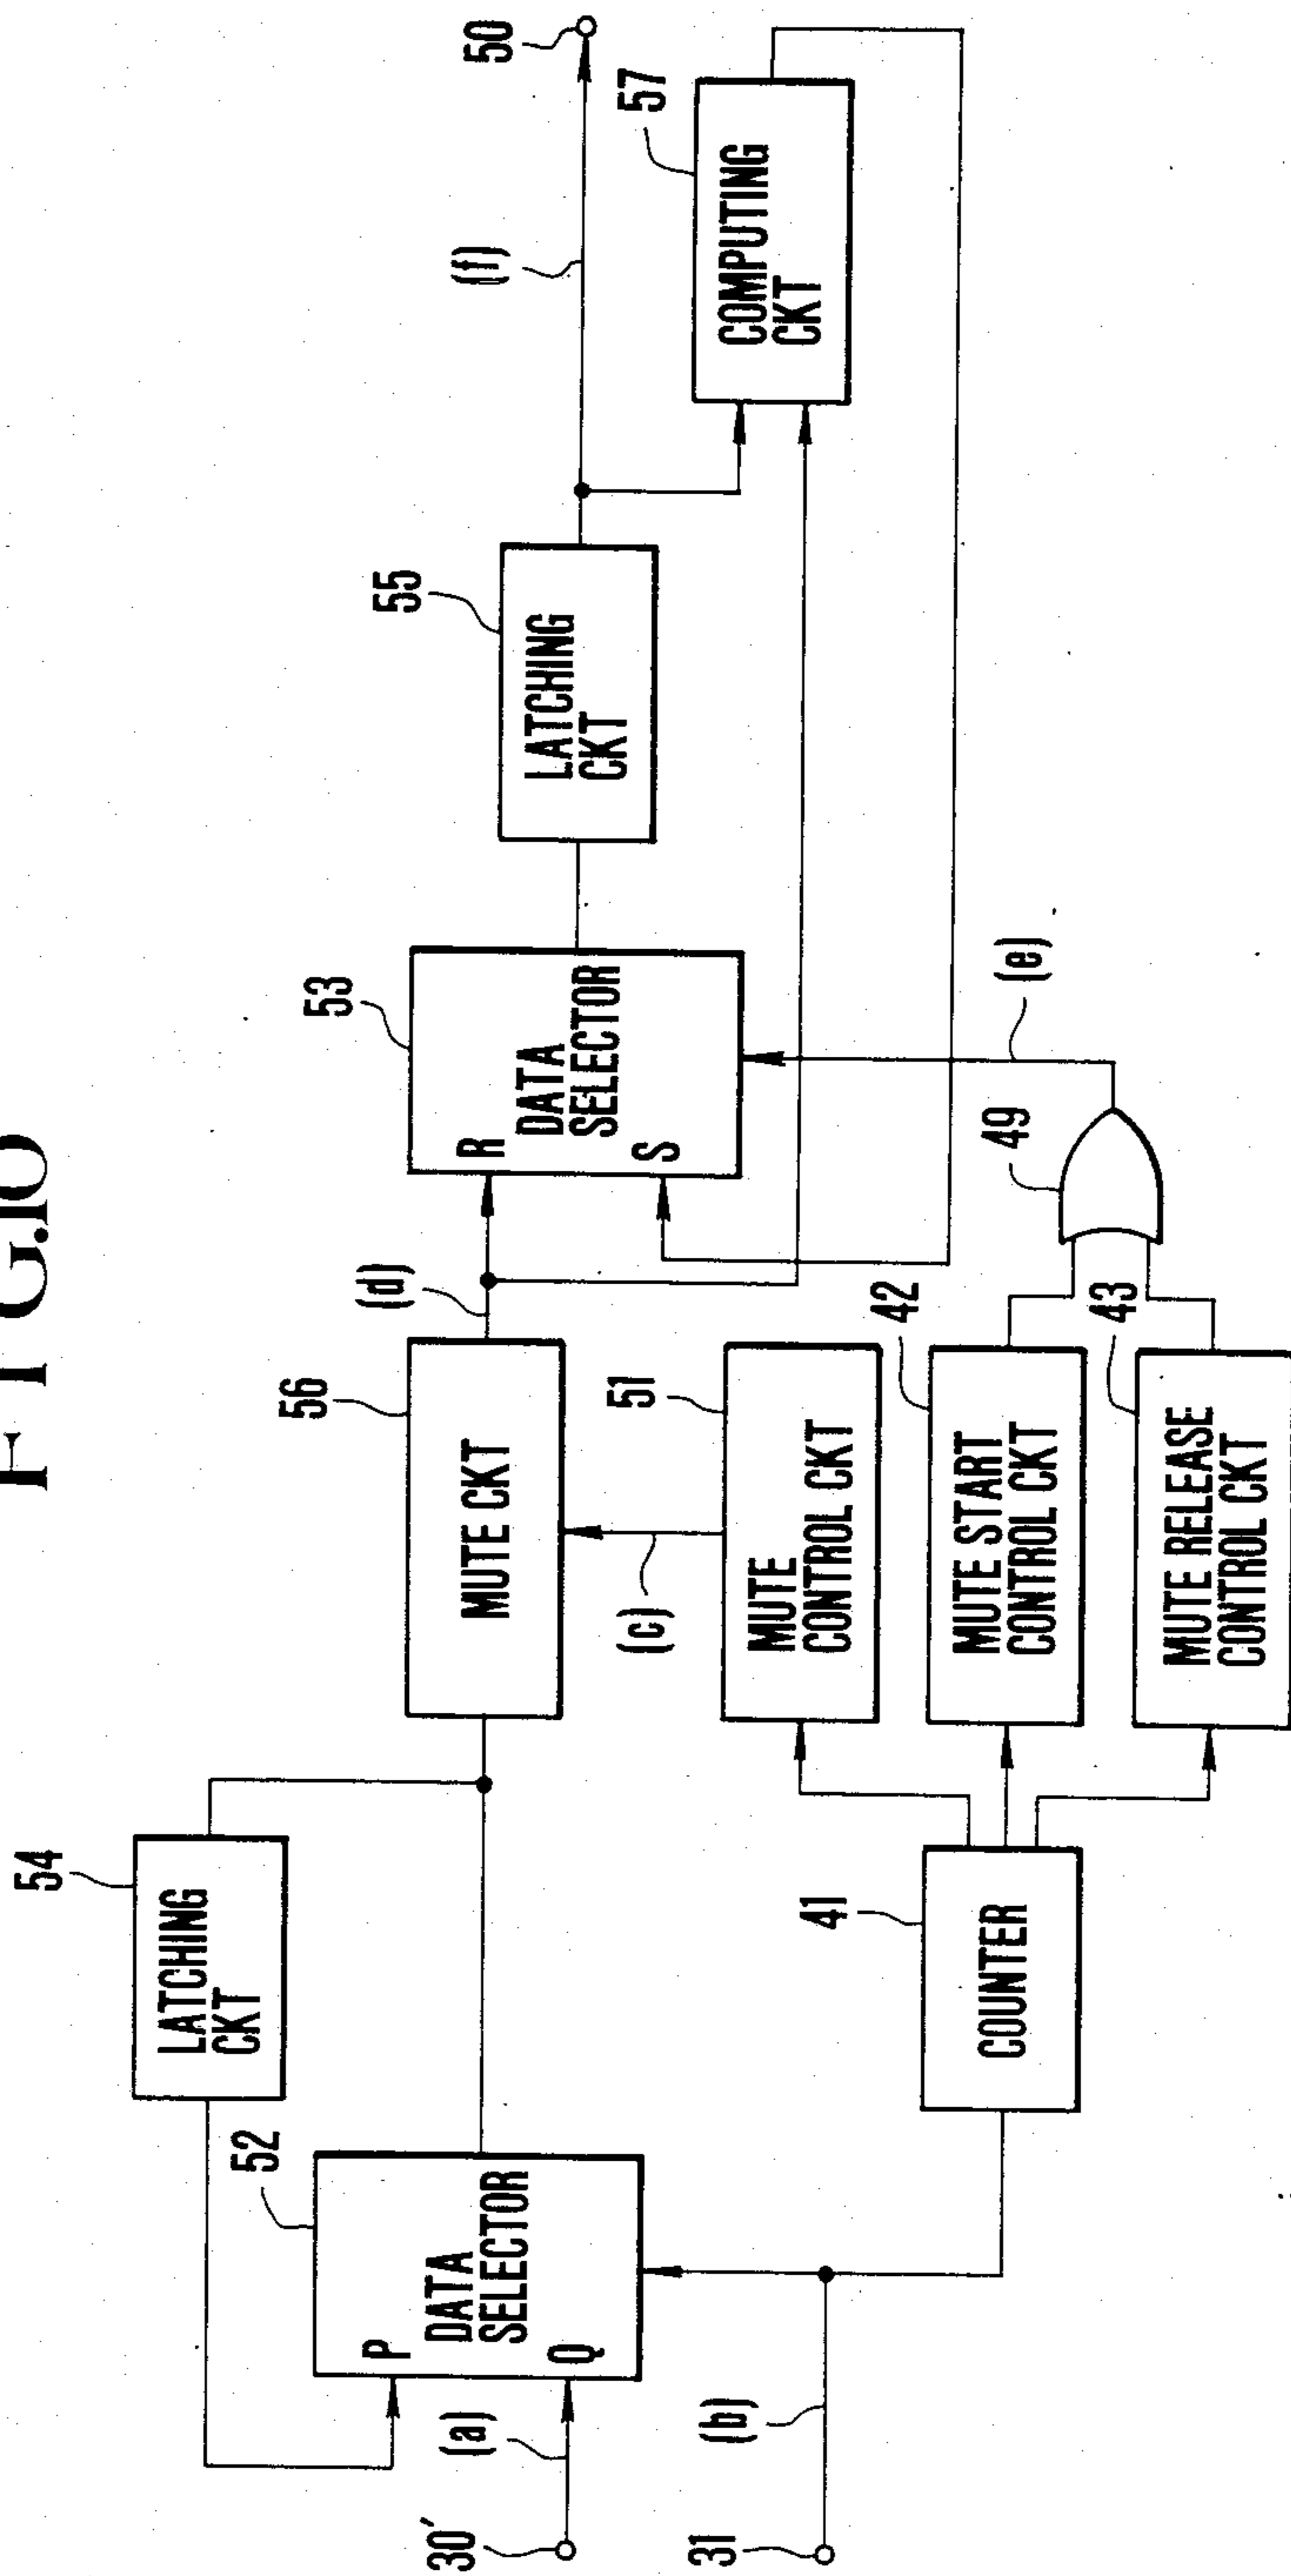 FIG.10
54
LATCHING
CKT
52
P
DATA
SELECTOR
Q
30′
(a)
31
(b)
56
MUTE CKT
(d)
(c)
51
MUTE
CONTROL CKT
41
COUNTER
42
MUTE START
CONTROL CKT
43
MUTE RELEASE
CONTROL CKT
49
(e)
53
R
DATA
SELECTOR
S
55
LATCHING
CKT
(f)
50
57
COMPUTING
CKT